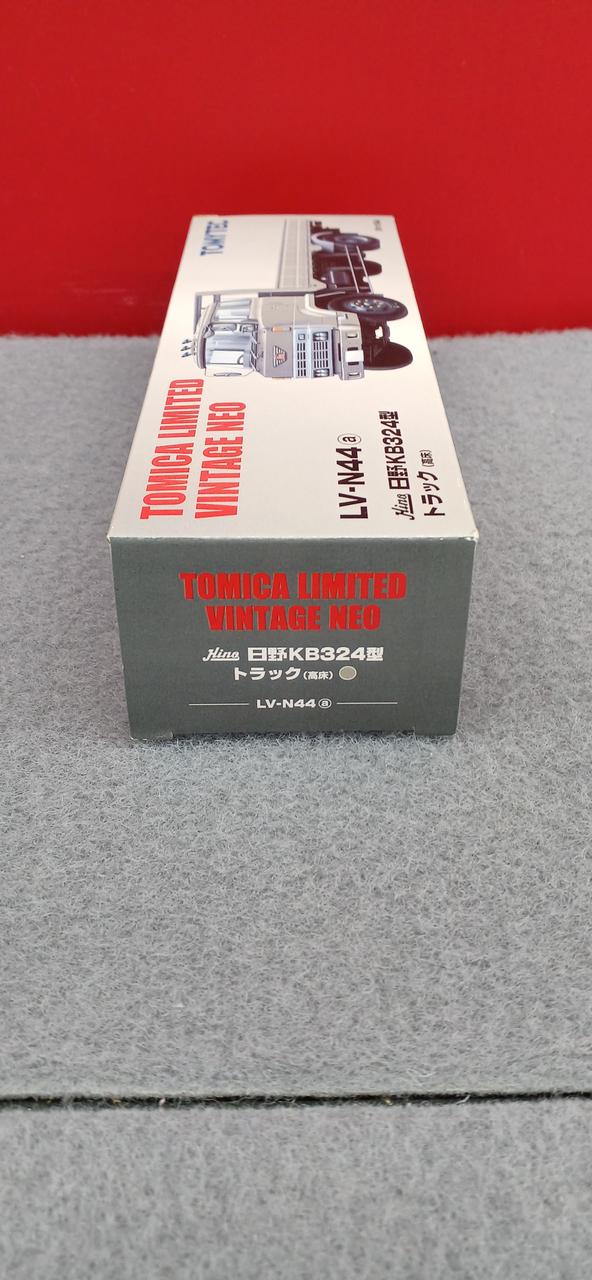 TOMYTEC
TOMICA LIMITED
VINTAGE NEO
LV-N44 ⓐ
Hino 日野KB324型
トラック (高床)
TOMICA LIMITED
VINTAGE NEO
Hino 日野KB324型
トラック (高床)
LV-N44 ⓐ